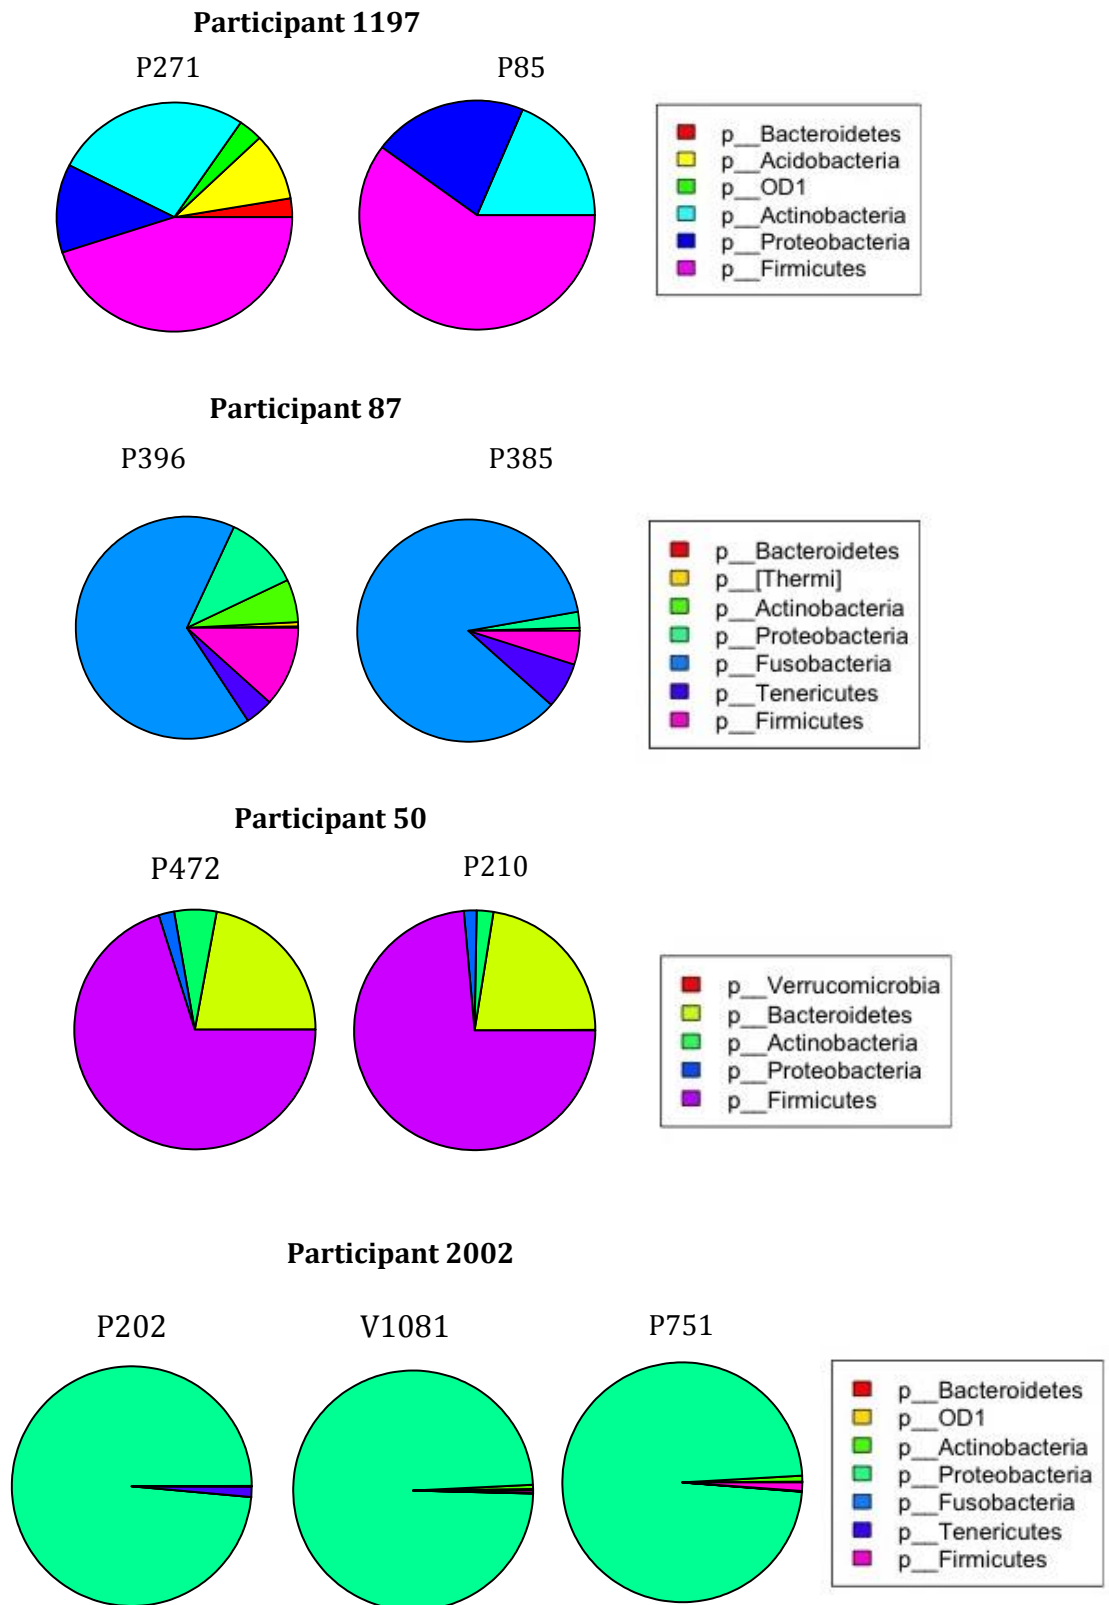 Participant 1197
P271 P85
p__Bacteroidetes
p__Acidobacteria
p__OD1
p__Actinobacteria
p__Proteobacteria
p__Firmicutes
Participant 87
P396 P385
p__Bacteroidetes
p__[Thermi]
p__Actinobacteria
p__Proteobacteria
p__Fusobacteria
p__Tenericutes
p__Firmicutes
Participant 50
P472 P210
p__Verrucomicrobia
p__Bacteroidetes
p__Actinobacteria
p__Proteobacteria
p__Firmicutes
Participant 2002
P202 V1081 P751
p__Bacteroidetes
p__OD1
p__Actinobacteria
p__Proteobacteria
p__Fusobacteria
p__Tenericutes
p__Firmicutes